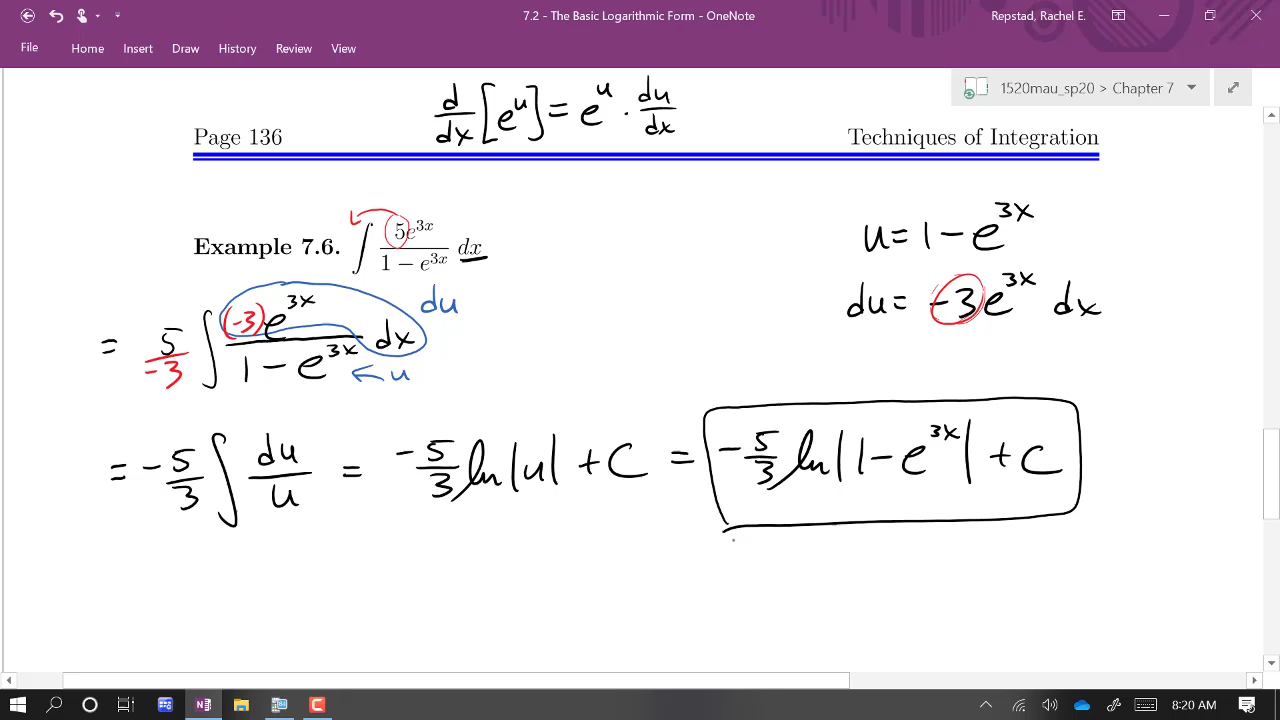 7.2 - The Basic Logarithmic Form - OneNote
Repstad, Rachel E.
File Home Insert Draw History Review View
1520mau_sp20 > Chapter 7
d/dx [e^u] = e^u · du/dx
Page 136 Techniques of Integration
Example 7.6. ∫ 5e^{3x} / (1 − e^{3x}) dx
u = 1 − e^{3x}
du = −3e^{3x} dx
= 5/−3 ∫ (−3)e^{3x} / (1 − e^{3x}) dx
du
← u
= −5/3 ∫ du/u = −5/3 ln|u| + C = −5/3 ln|1 − e^{3x}| + C
8:20 AM